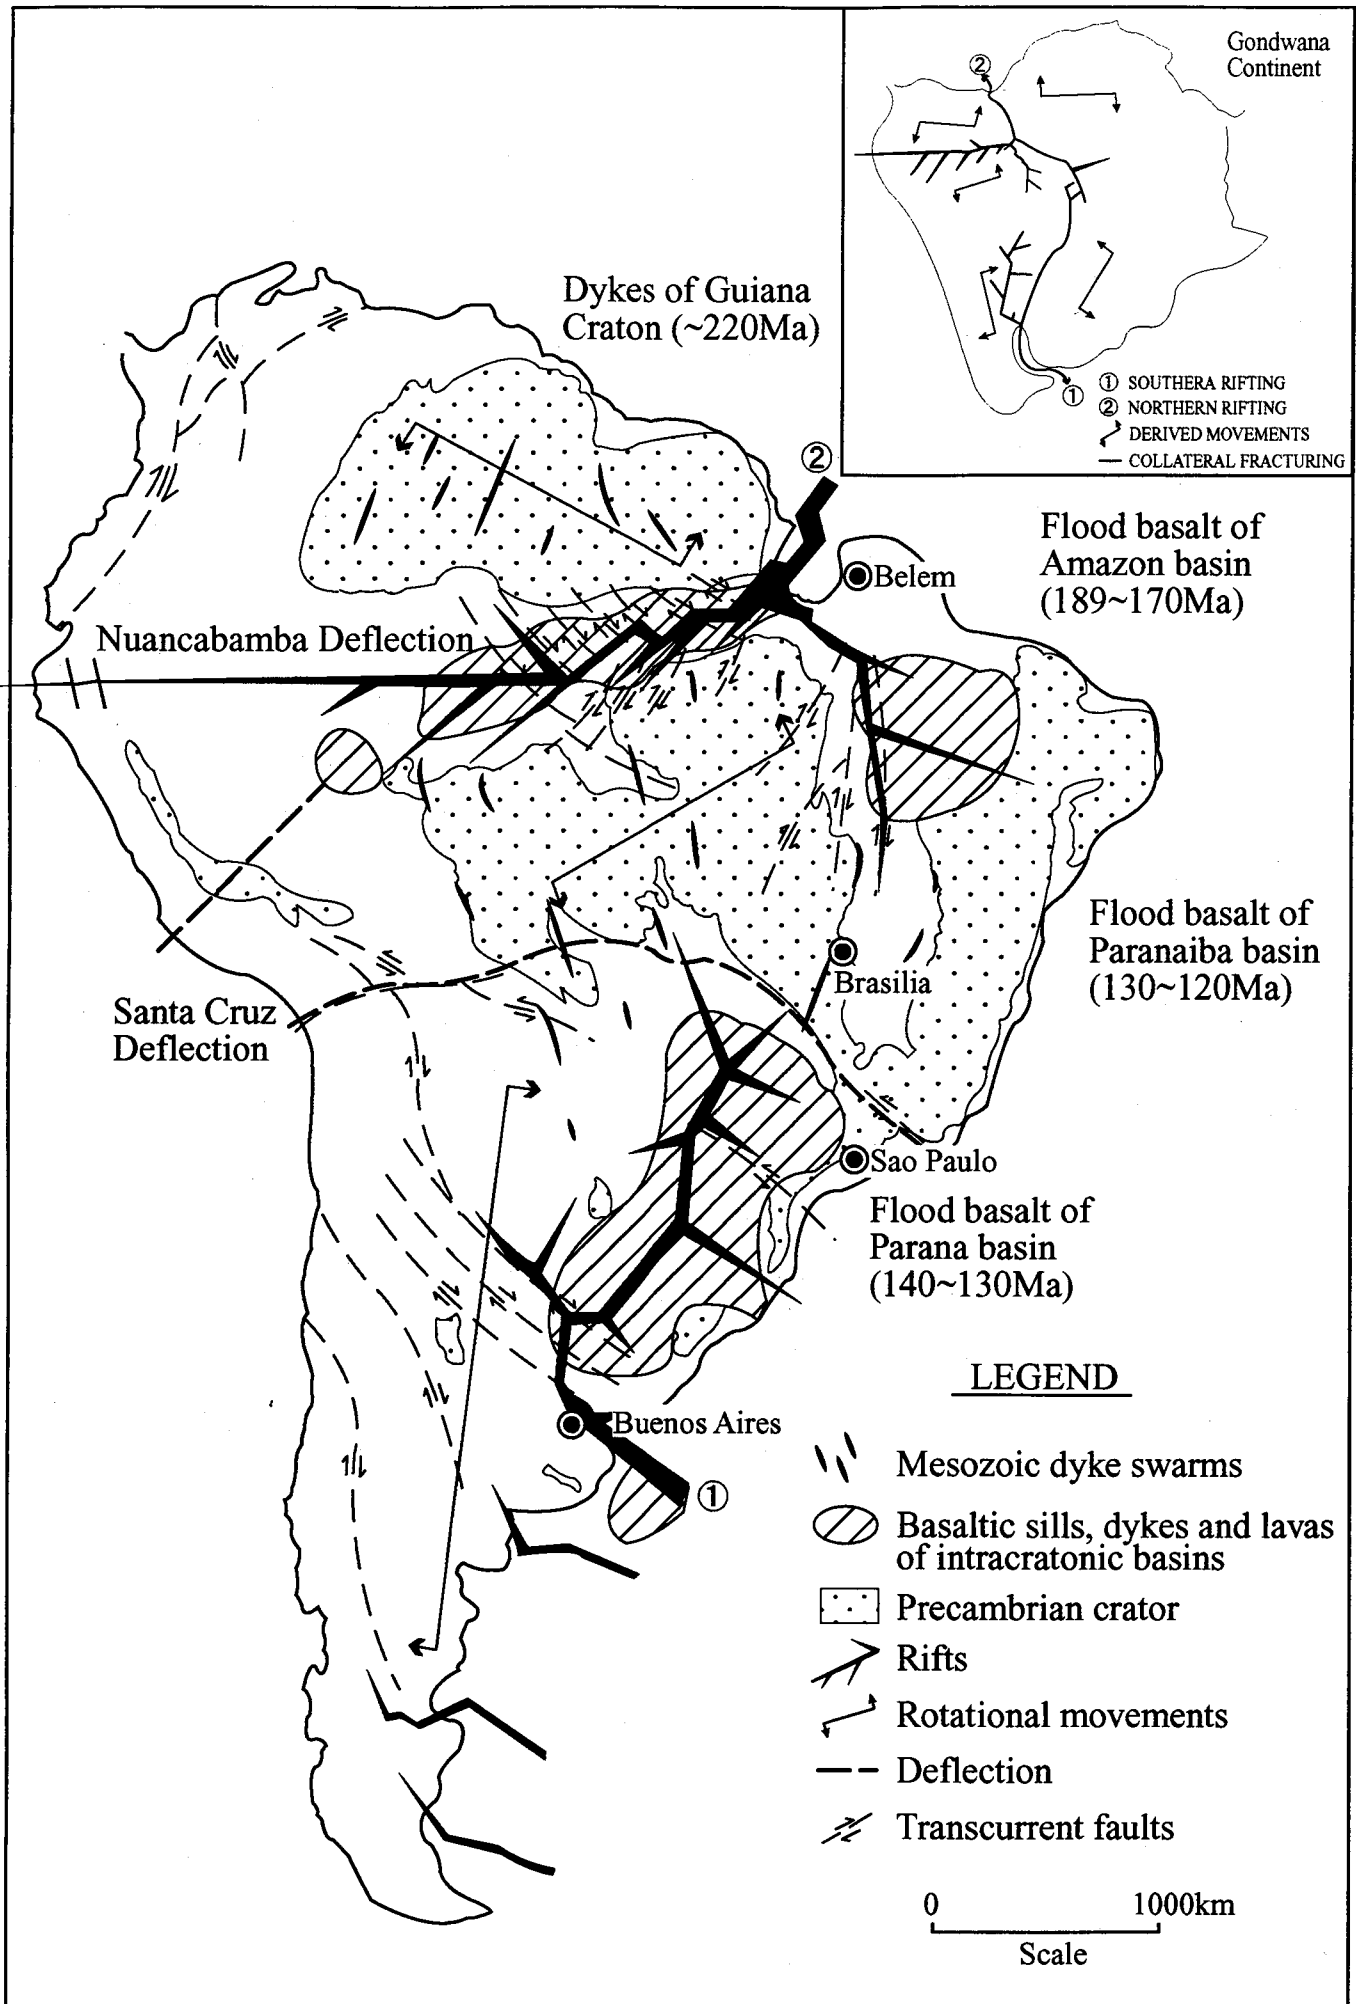 Gondwana
Continent
②
①
① SOUTHERA RIFTING
② NORTHERN RIFTING
DERIVED MOVEMENTS
COLLATERAL FRACTURING
Dykes of Guiana
Craton (~220Ma)
②
Flood basalt of
Amazon basin
(189~170Ma)
Belem
Nuancabamba Deflection
Flood basalt of
Paranaiba basin
(130~120Ma)
Brasilia
Santa Cruz
Deflection
Sao Paulo
Flood basalt of
Parana basin
(140~130Ma)
Buenos Aires
①
LEGEND
Mesozoic dyke swarms
Basaltic sills, dykes and lavas
of intracratonic basins
Precambrian crator
Rifts
Rotational movements
Deflection
Transcurrent faults
0 1000km
Scale